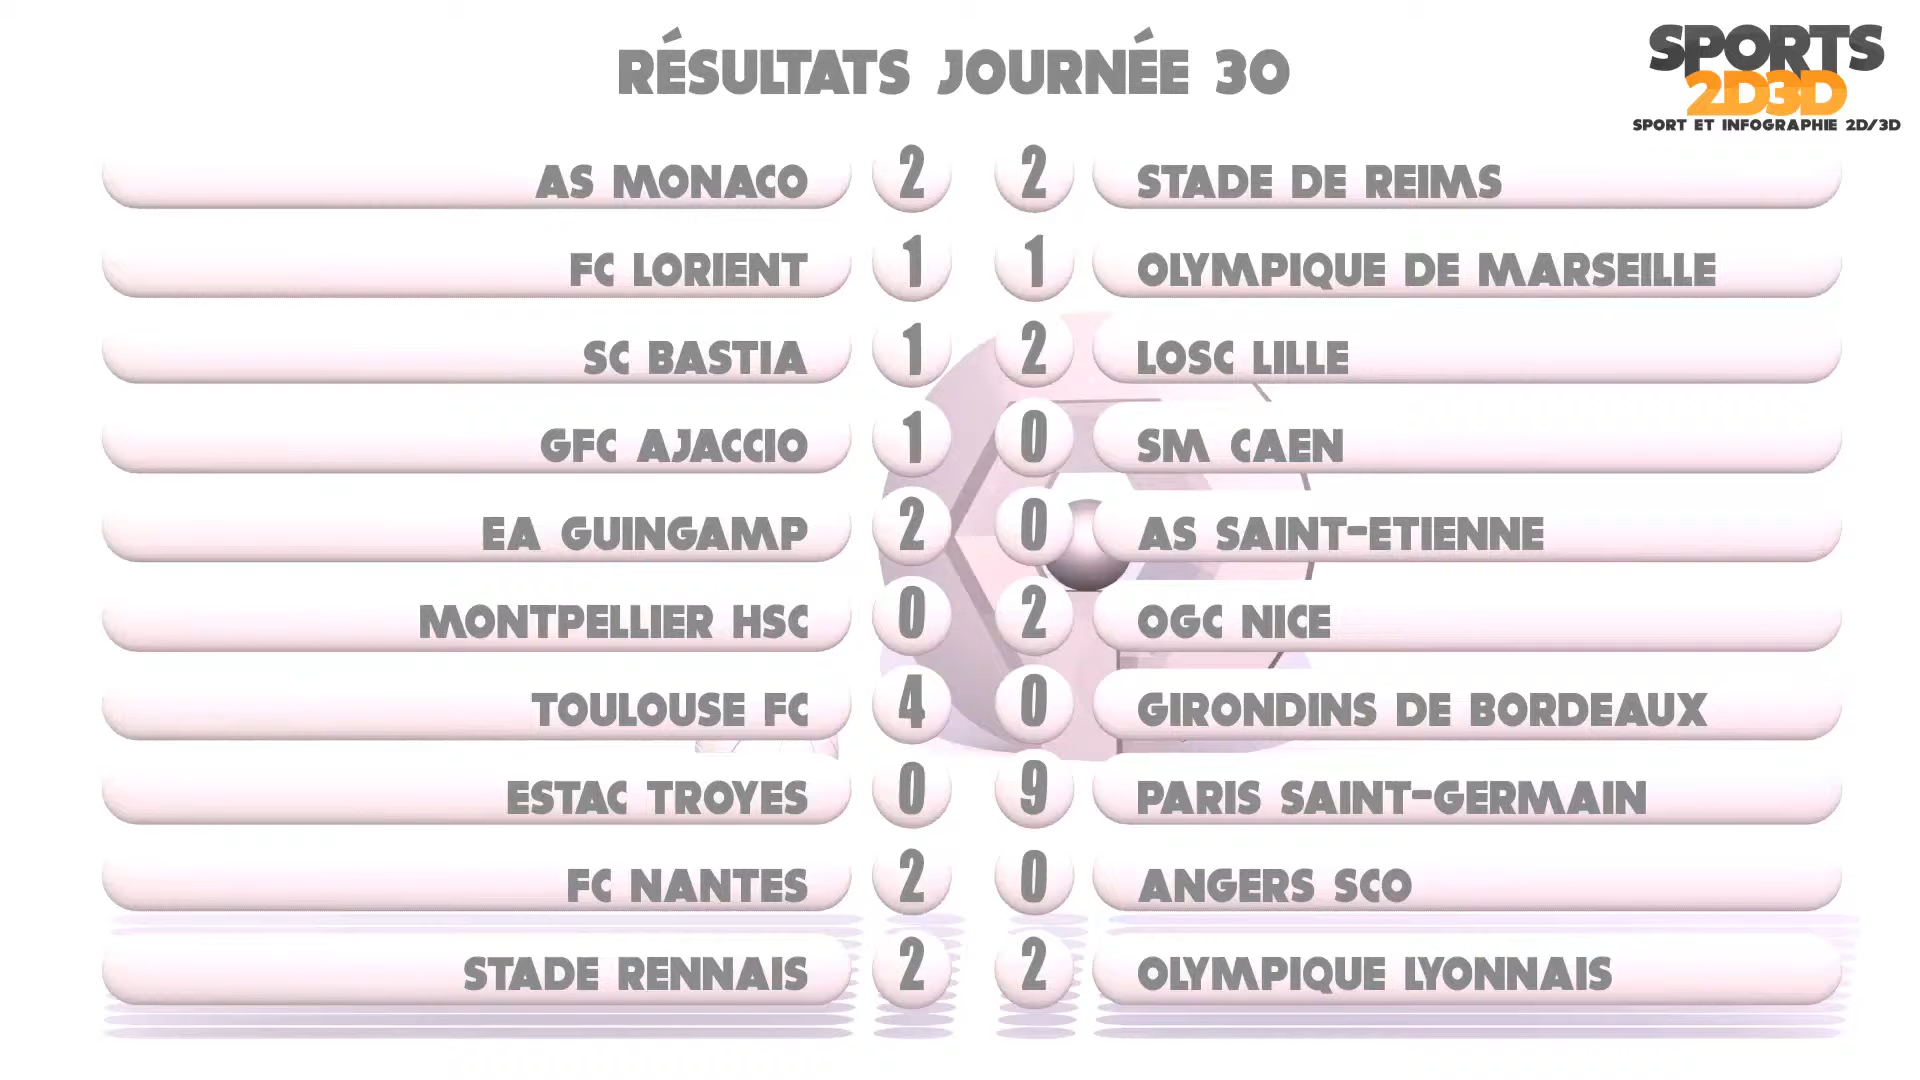 RÉSULTATS JOURNÉE 30
SPORTS
2D3D
SPORT ET INFOGRAPHIE 2D/3D
AS MONACO 2 2 STADE DE REIMS
FC LORIENT 1 1 OLYMPIQUE DE MARSEILLE
SC BASTIA 1 2 LOSC LILLE
GFC AJACCIO 1 0 SM CAEN
EA GUINGAMP 2 0 AS SAINT-ETIENNE
MONTPELLIER HSC 0 2 OGC NICE
TOULOUSE FC 4 0 GIRONDINS DE BORDEAUX
ESTAC TROYES 0 9 PARIS SAINT-GERMAIN
FC NANTES 2 0 ANGERS SCO
STADE RENNAIS 2 2 OLYMPIQUE LYONNAIS